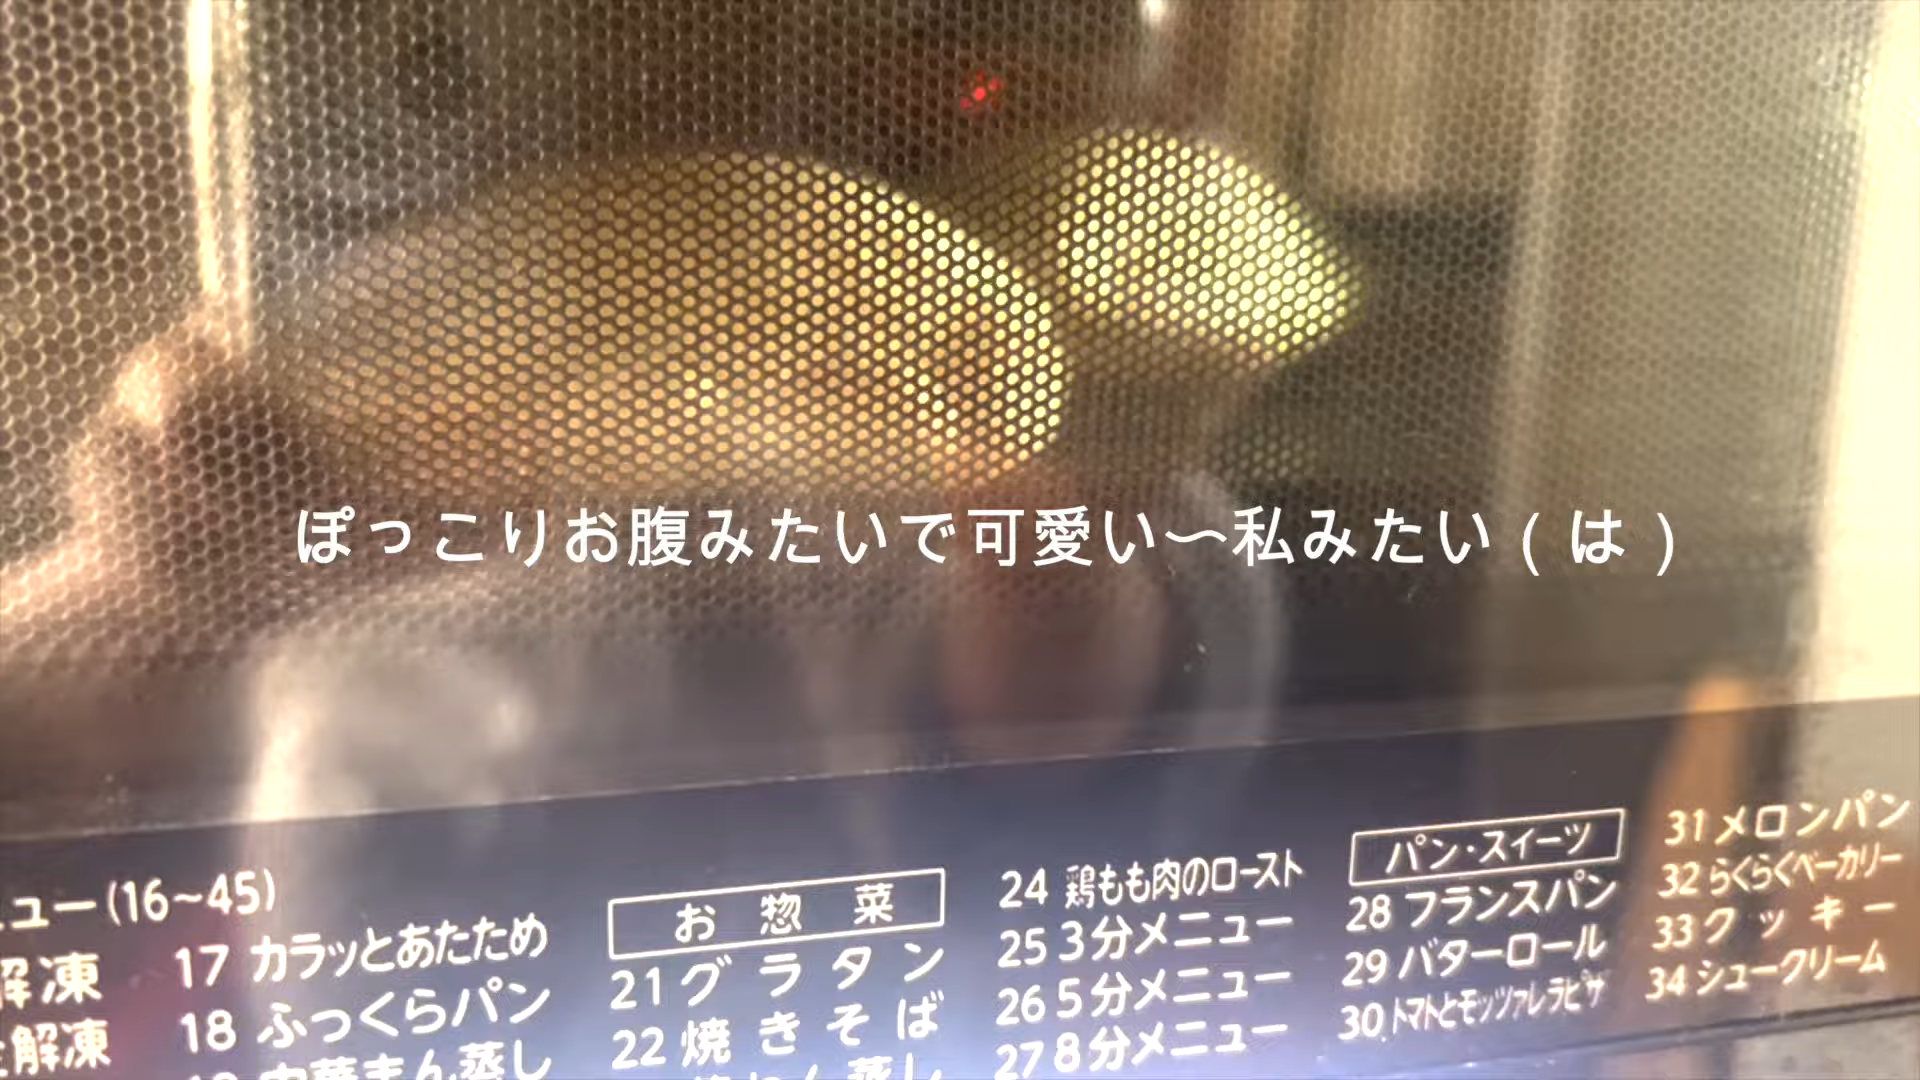 ぽっこりお腹みたいで可愛い〜私みたい（は）
ニュー(16~45)
解凍
解凍
17 カラッとあたため
18 ふっくらパン
お惣菜
21 グラタン
22 焼きそば
24 鶏もも肉のロースト
25 3分メニュー
26 5分メニュー
27 8分メニュー
パン・スイーツ
28 フランスパン
29 バターロール
30 トマトとモッツァレラピザ
31 メロンパン
32 らくらくベーカリー
33 クッキー
34 シュークリーム